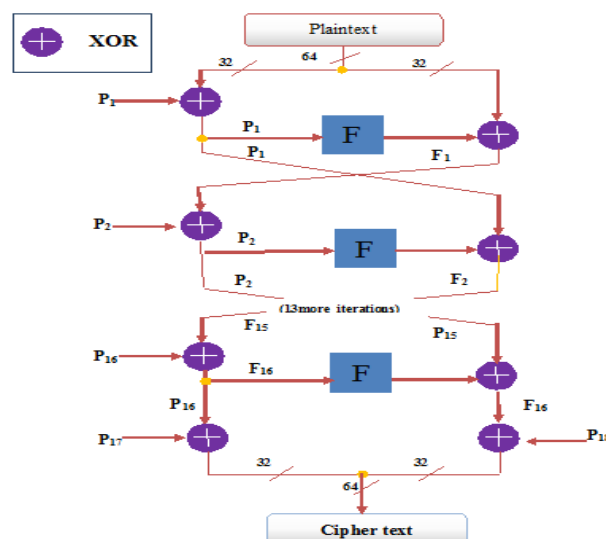 XOR
Plaintext
32
64
32
P1
P1
F
P1
F1
P2
P2
F
P2
F2
(13more iterations)
F15
P15
P16
F16
F
P16
F16
P17
P18
32
32
64
Cipher text